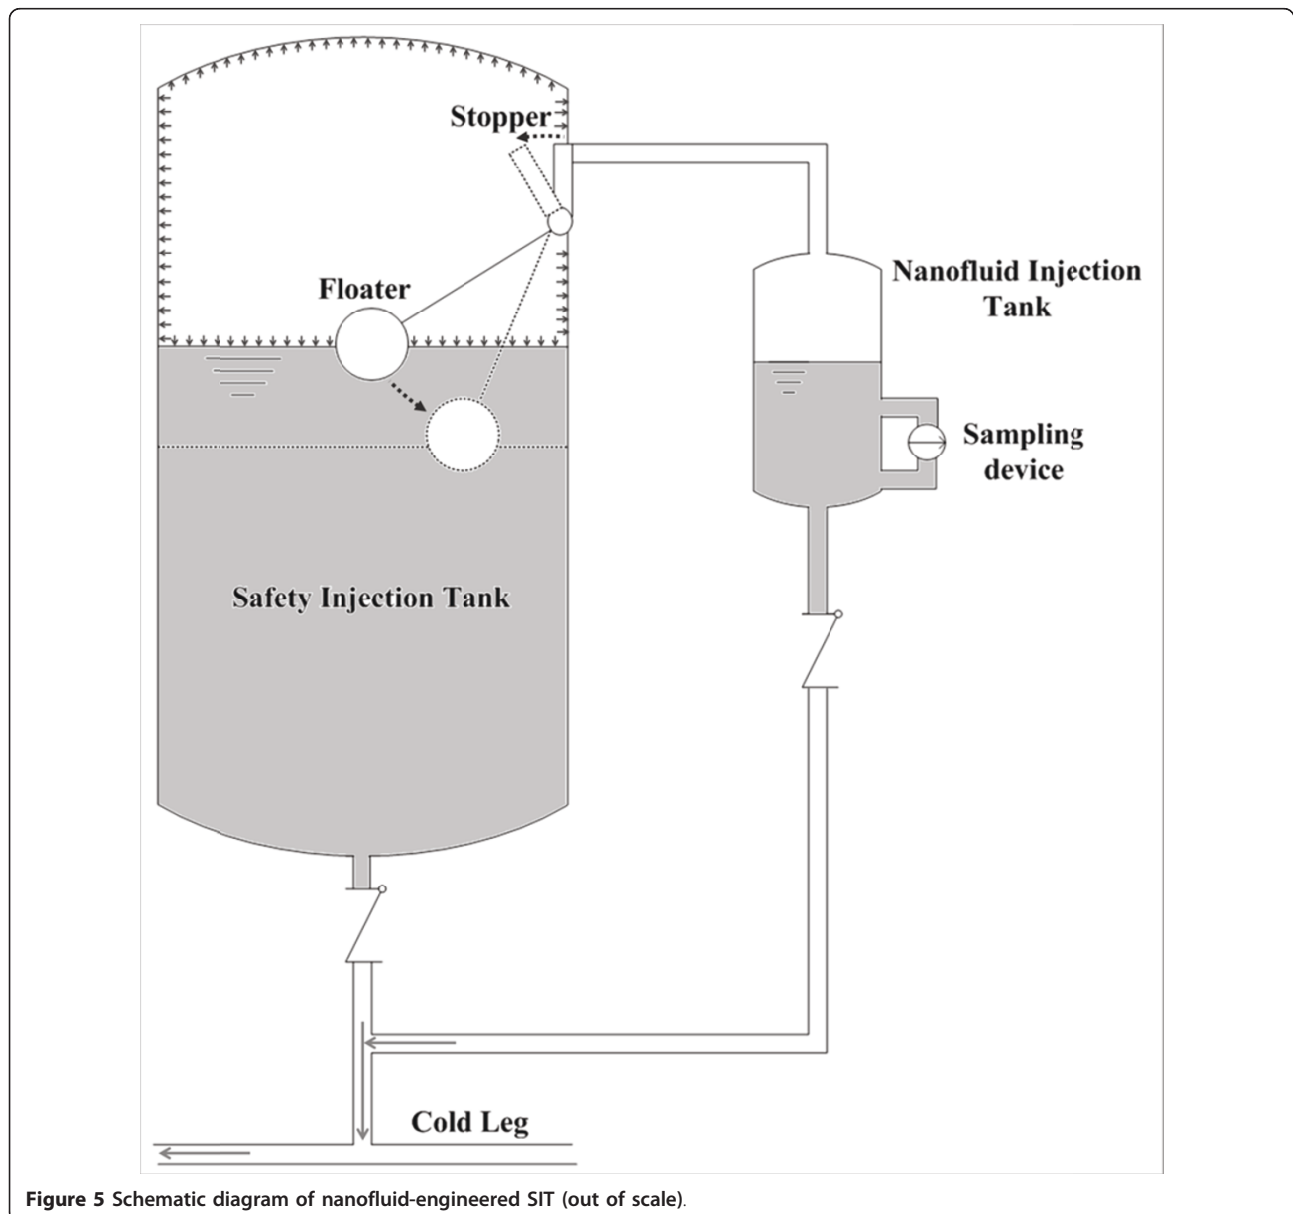 Stopper
Floater
Nanofluid Injection
Tank
Sampling
device
Safety Injection Tank
Cold Leg
Figure 5 Schematic diagram of nanofluid-engineered SIT (out of scale).